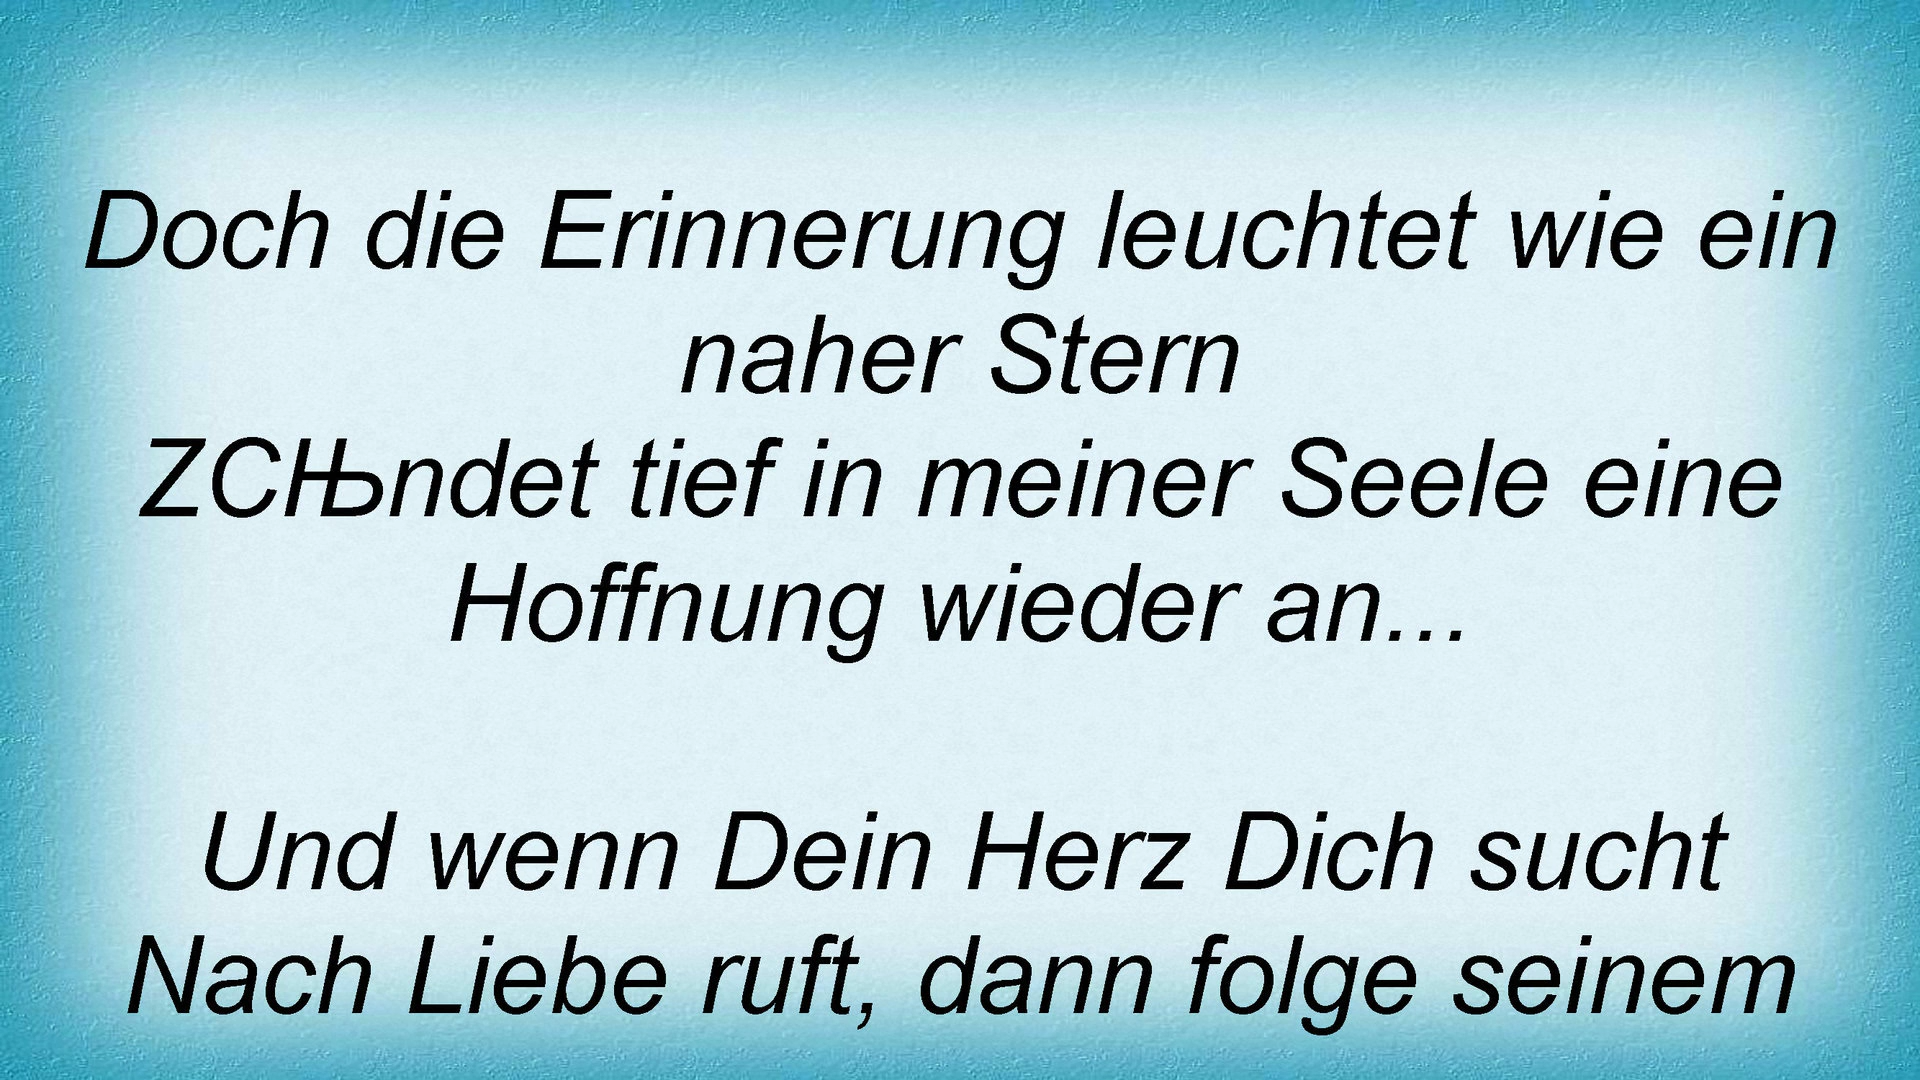 Doch die Erinnerung leuchtet wie ein
naher Stern
ZCЊndet tief in meiner Seele eine
Hoffnung wieder an...
Und wenn Dein Herz Dich sucht
Nach Liebe ruft, dann folge seinem